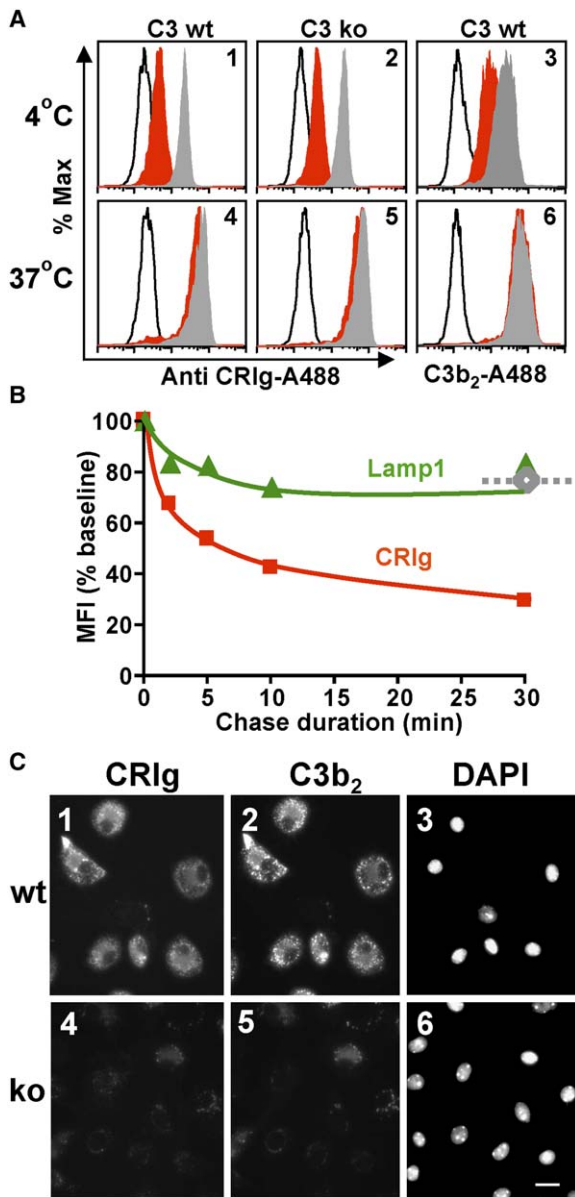 A
C3 wt C3 ko C3 wt
4°C
37°C
% Max
1 2 3
4 5 6
Anti CRIg-A488 C3b₂-A488
B
MFI (% baseline)
100
80
60
40
20
0
Lamp1
CRIg
0 5 10 15 20 25 30
Chase duration (min)
C
CRIg C3b₂ DAPI
wt
1 2 3
ko
4 5 6